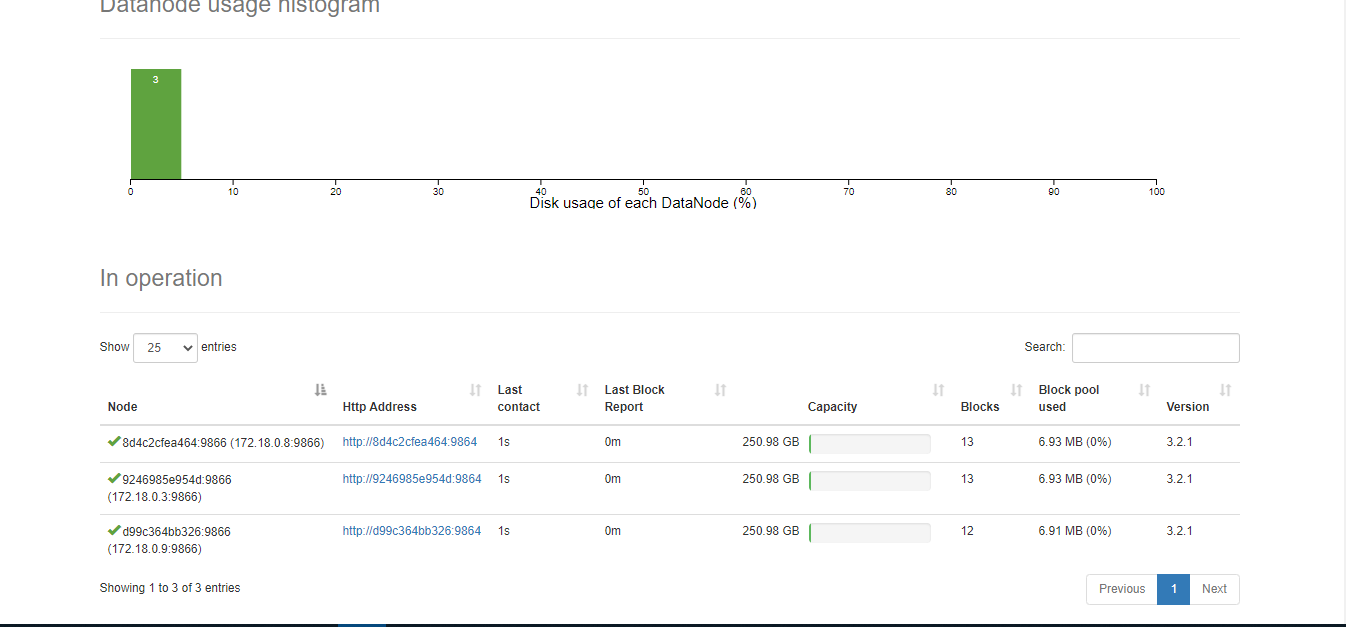 Datanode usage histogram
3
0 10 20 30 40 50 60 70 80 90 100
Disk usage of each DataNode (%)
In operation
Show 25 entries Search:
Node Http Address Last contact Last Block Report Capacity Blocks Block pool used Version
8d4c2cfea464:9866 (172.18.0.8:9866) http://8d4c2cfea464:9864 1s 0m 250.98 GB 13 6.93 MB (0%) 3.2.1
9246985e954d:9866 (172.18.0.3:9866) http://9246985e954d:9864 1s 0m 250.98 GB 13 6.93 MB (0%) 3.2.1
d99c364bb326:9866 (172.18.0.9:9866) http://d99c364bb326:9864 1s 0m 250.98 GB 12 6.91 MB (0%) 3.2.1
Showing 1 to 3 of 3 entries Previous 1 Next